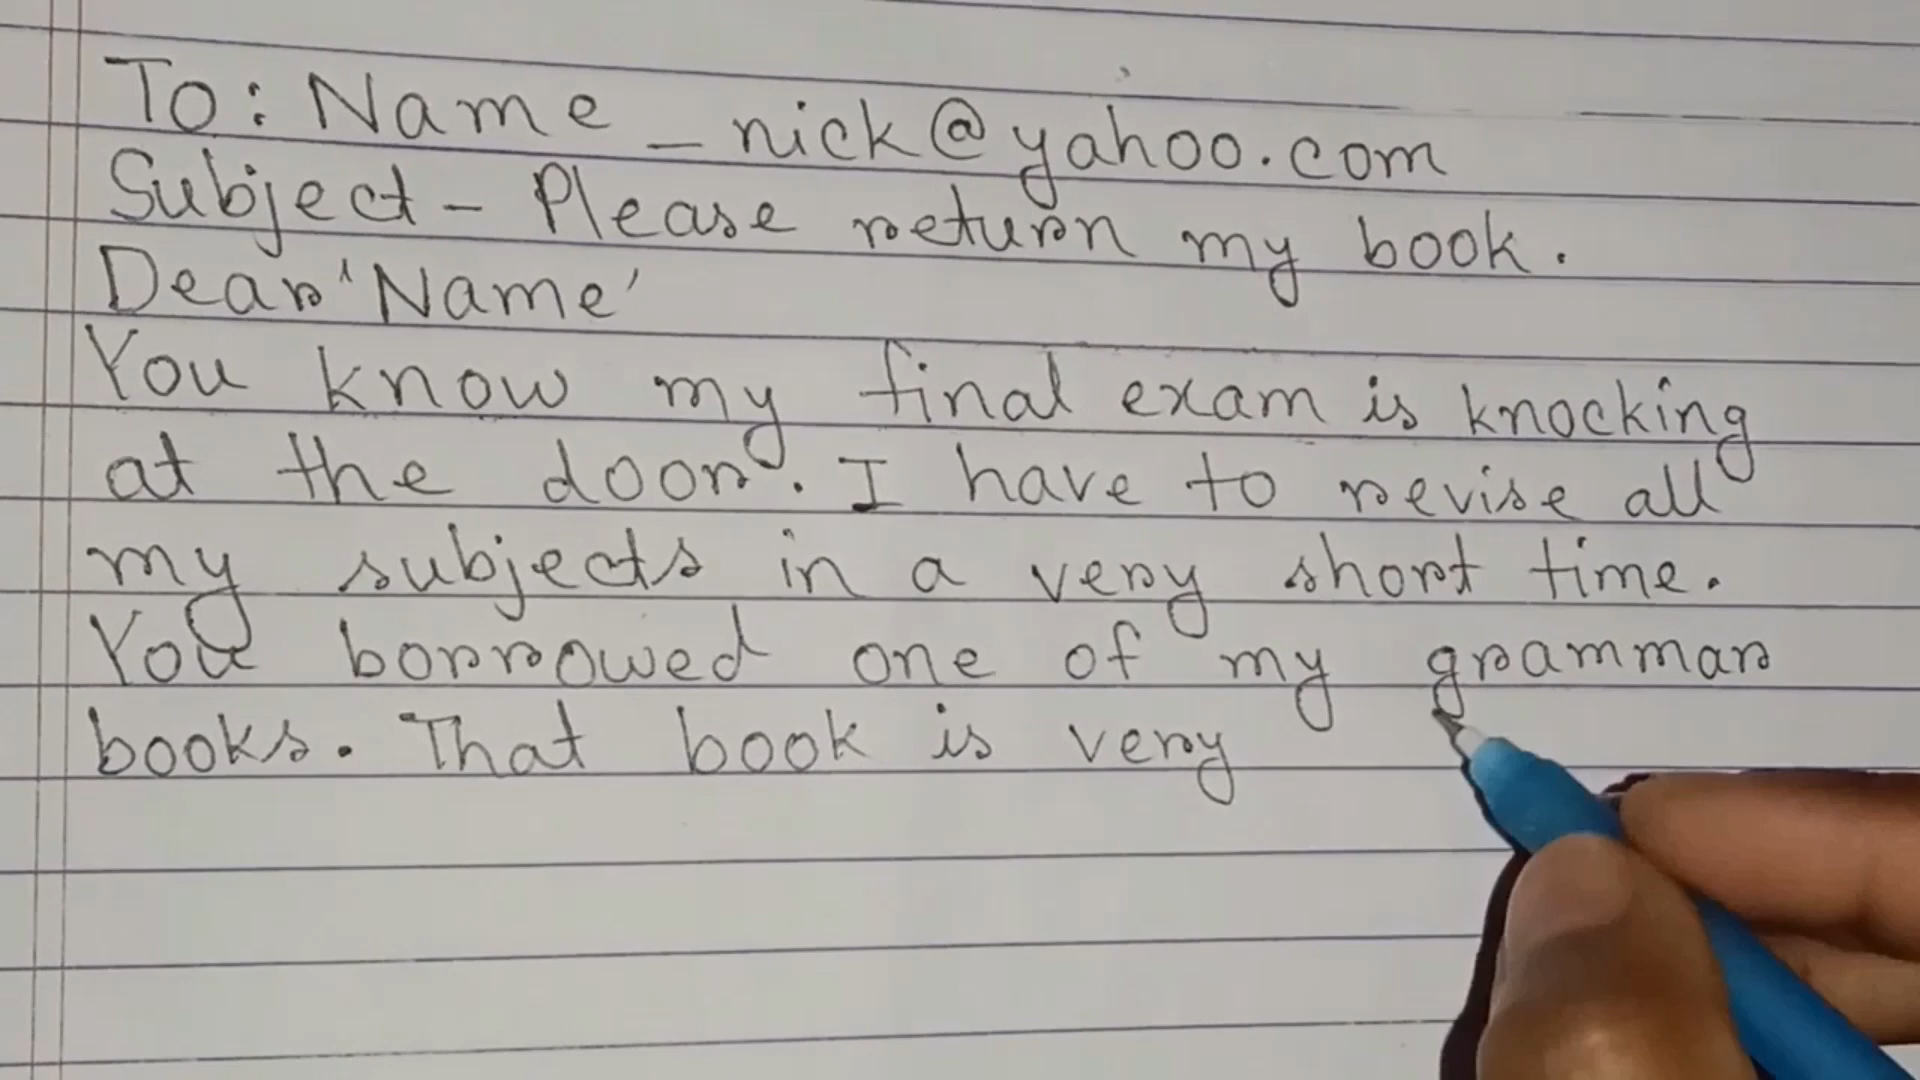 To: Name _ nick@yahoo.com
Subject - Please return my book.
Dear 'Name'
You know my final exam is knocking
at the door. I have to revise all
my subjects in a very short time.
You borrowed one of my grammar
books. That book is very